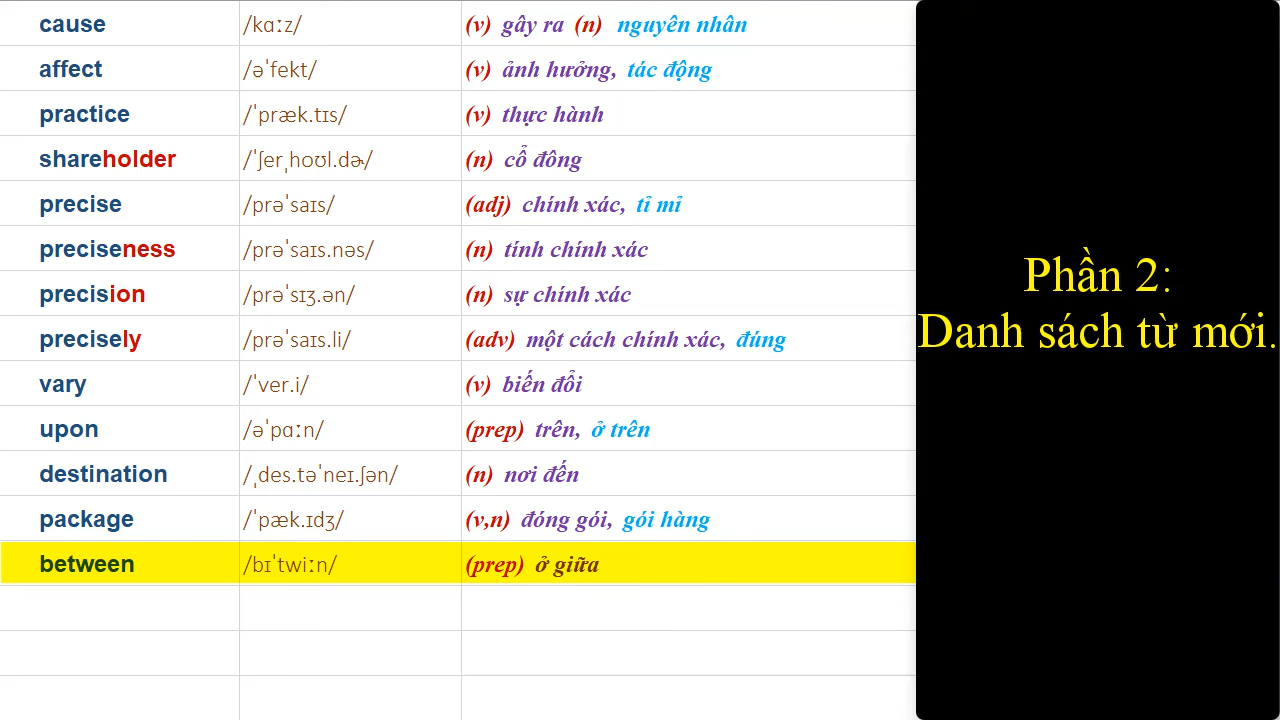 cause /kɑːz/ (v) gây ra (n) nguyên nhân
affect /əˈfekt/ (v) ảnh hưởng, tác động
practice /ˈpræk.tɪs/ (v) thực hành
shareholder /ˈʃerˌhoʊl.dɚ/ (n) cổ đông
precise /prəˈsaɪs/ (adj) chính xác, tỉ mỉ
preciseness /prəˈsaɪs.nəs/ (n) tính chính xác
precision /prəˈsɪʒ.ən/ (n) sự chính xác
precisely /prəˈsaɪs.li/ (adv) một cách chính xác, đúng
vary /ˈver.i/ (v) biến đổi
upon /əˈpɑːn/ (prep) trên, ở trên
destination /ˌdes.təˈneɪ.ʃən/ (n) nơi đến
package /ˈpæk.ɪdʒ/ (v,n) đóng gói, gói hàng
between /bɪˈtwiːn/ (prep) ở giữa
Phần 2:
Danh sách từ mới.